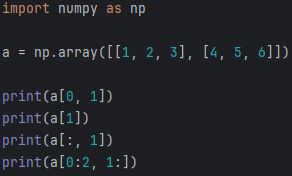 import numpy as np
a = np.array([[1, 2, 3], [4, 5, 6]])
print(a[0, 1])
print(a[1])
print(a[:, 1])
print(a[0:2, 1:])